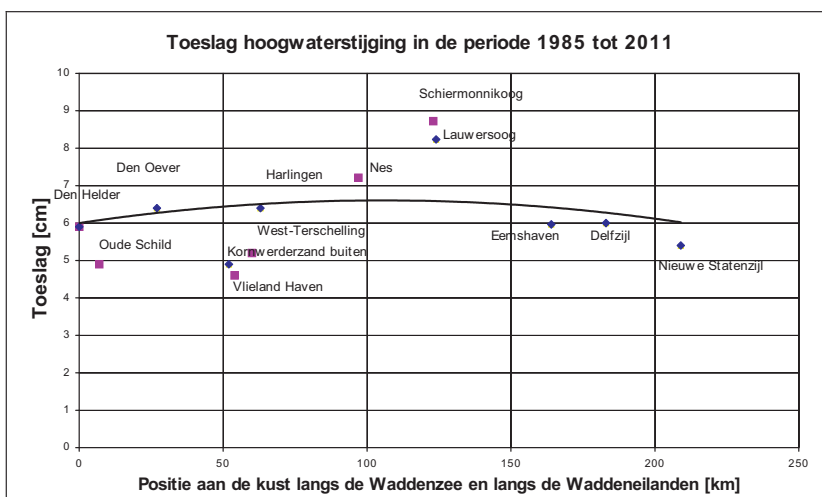 Toeslag hoogwaterstijging in de periode 1985 tot 2011
10
9
8
7
6
5
4
3
2
1
0
Toeslag [cm]
Schiermonnikoog
Lauwersoog
Den Oever
Harlingen
Nes
Den Helder
West-Terschelling
Oude Schild
Kornwerderzand buiten
Eemshaven
Delfzijl
Vlieland Haven
Nieuwe Statenzijl
0
50
100
150
200
250
Positie aan de kust langs de Waddenzee en langs de Waddeneilanden [km]